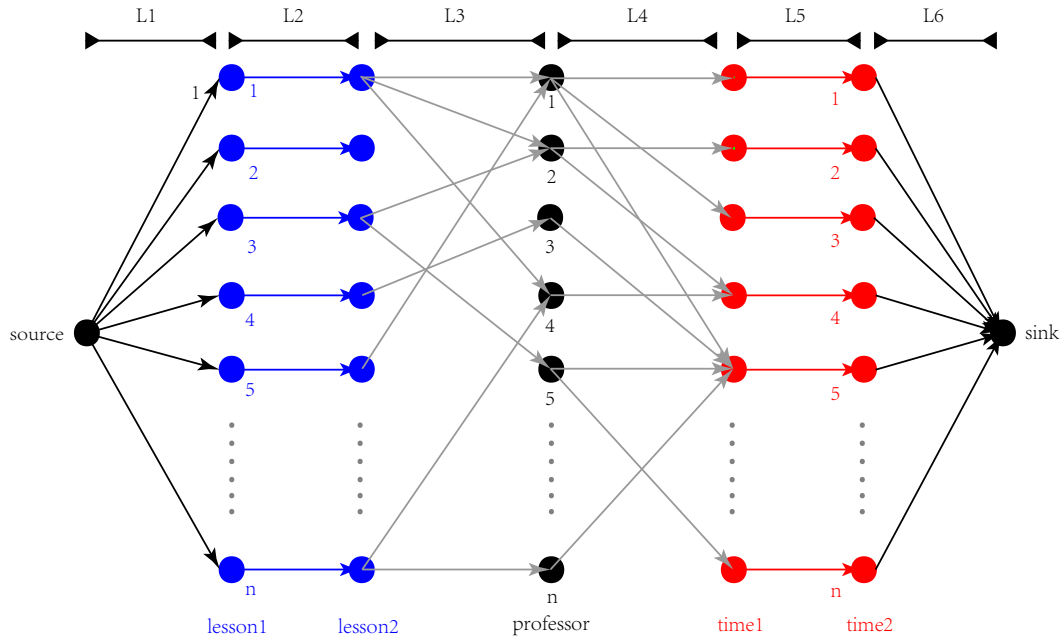 L1 L2 L3 L4 L5 L6
1
1 1 1
2 2 2
3 3 3
4 4 4
source sink
5 5 5
n n n
lesson1 lesson2 professor time1 time2